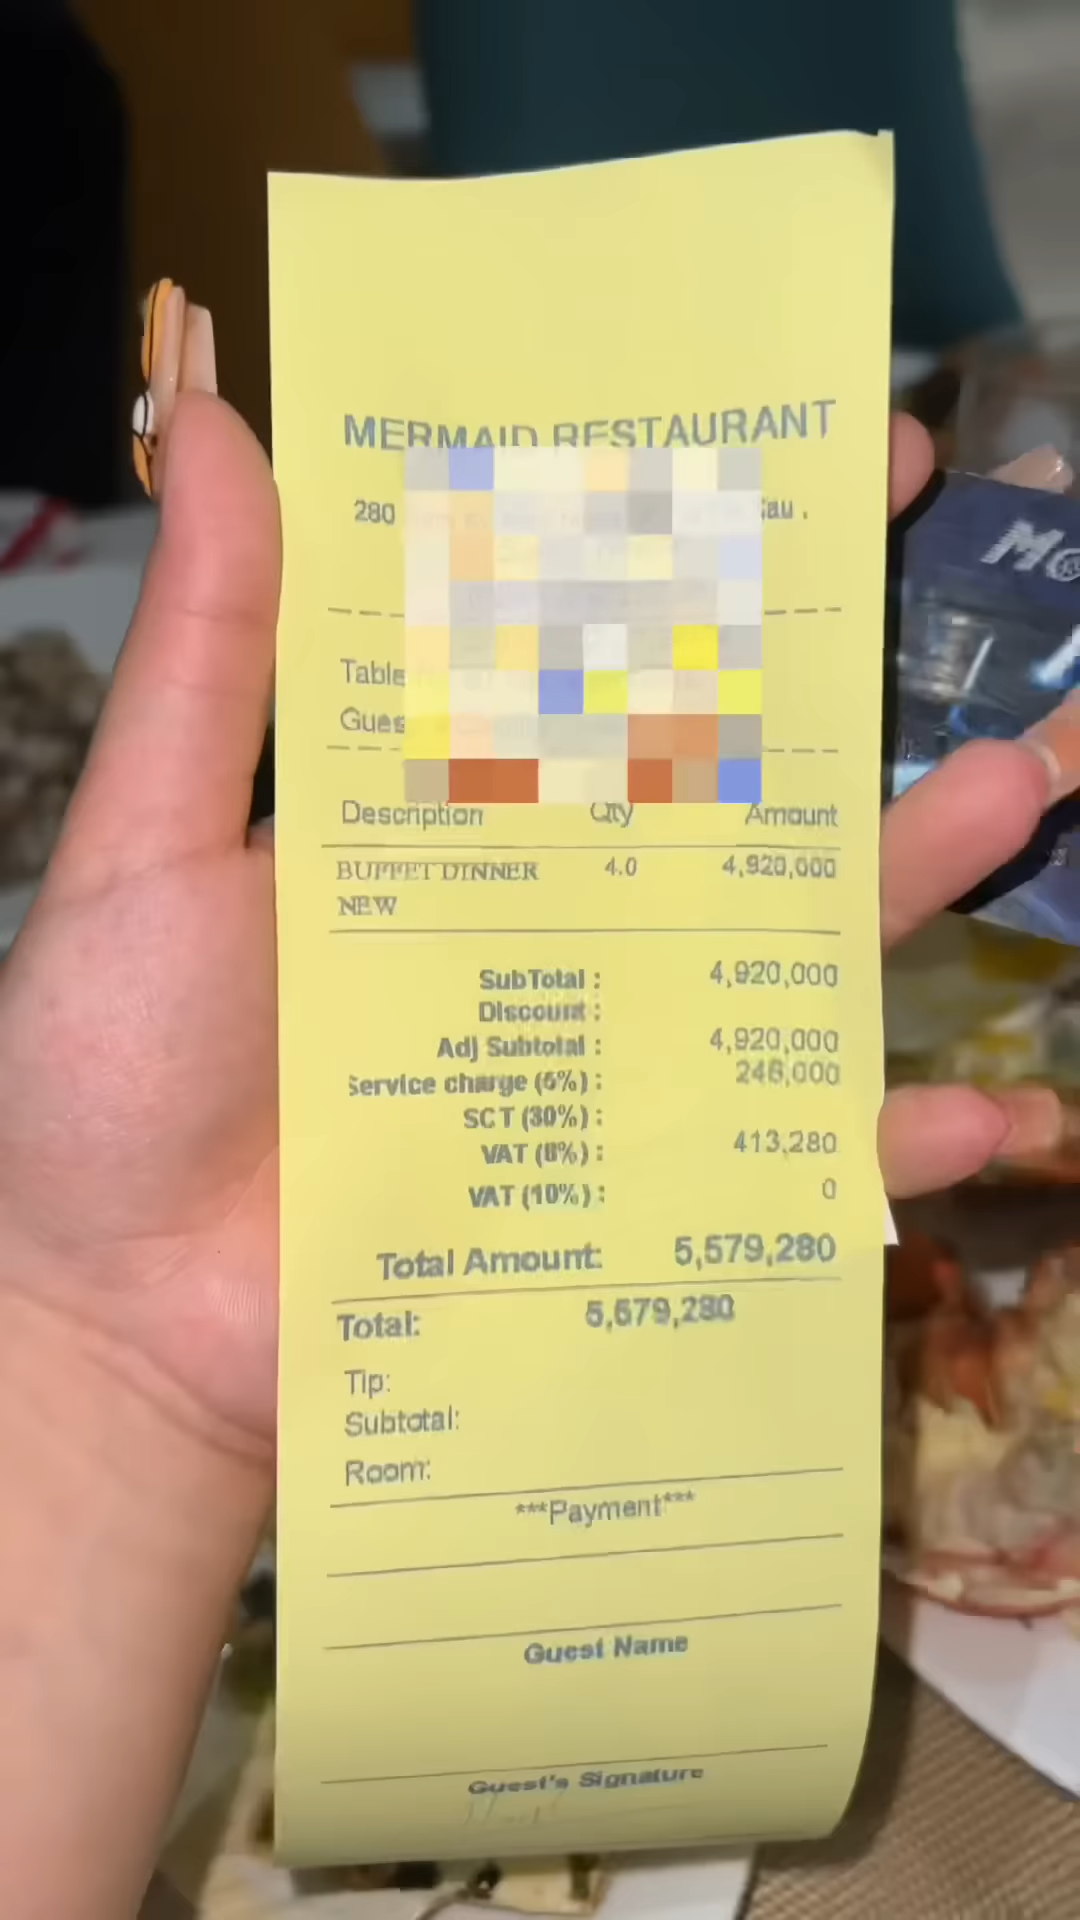 MERMAID RESTAURANT
280
Table
Description Qty Amount
BUFFET DINNER 4.0 4,920,000
NEW
SubTotal : 4,920,000
Discount :
Adj Subtotal : 4,920,000
Service charge (5%) : 246,000
SCT (30%) :
VAT (8%) : 413,280
VAT (10%) : 0
Total Amount: 5,579,280
Total: 5,579,280
Tip:
Subtotal:
Room:
***Payment***
Guest Name
Guest's Signature